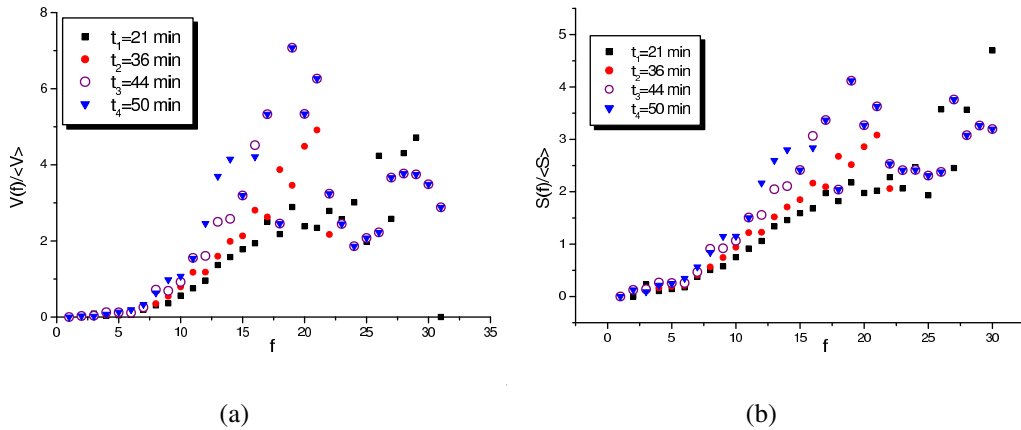 8
6
4
2
0
V(f)/<V>
t₁=21 min
t₂=36 min
t₃=44 min
t₄=50 min
0 5 10 15 20 25 30 35
f
(a)
5
4
3
2
1
0
S(f)/<S>
t₁=21 min
t₂=36 min
t₃=44 min
t₄=50 min
0 5 10 15 20 25 30
f
(b)